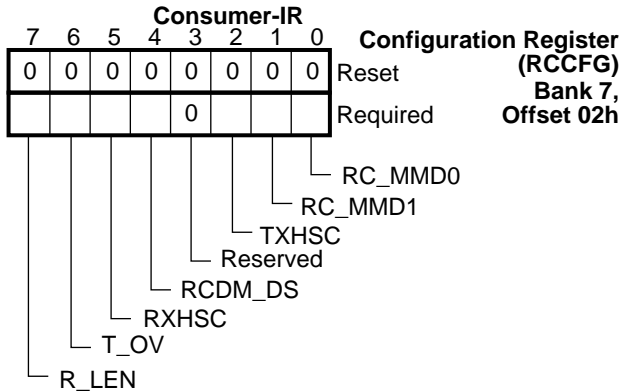 Consumer-IR
Configuration Register
(RCCFG)
Bank 7,
Offset 02h
7 6 5 4 3 2 1 0
0 0 0 0 0 0 0 0 Reset
0 Required
RC_MMD0
RC_MMD1
TXHSC
Reserved
RCDM_DS
RXHSC
T_OV
R_LEN